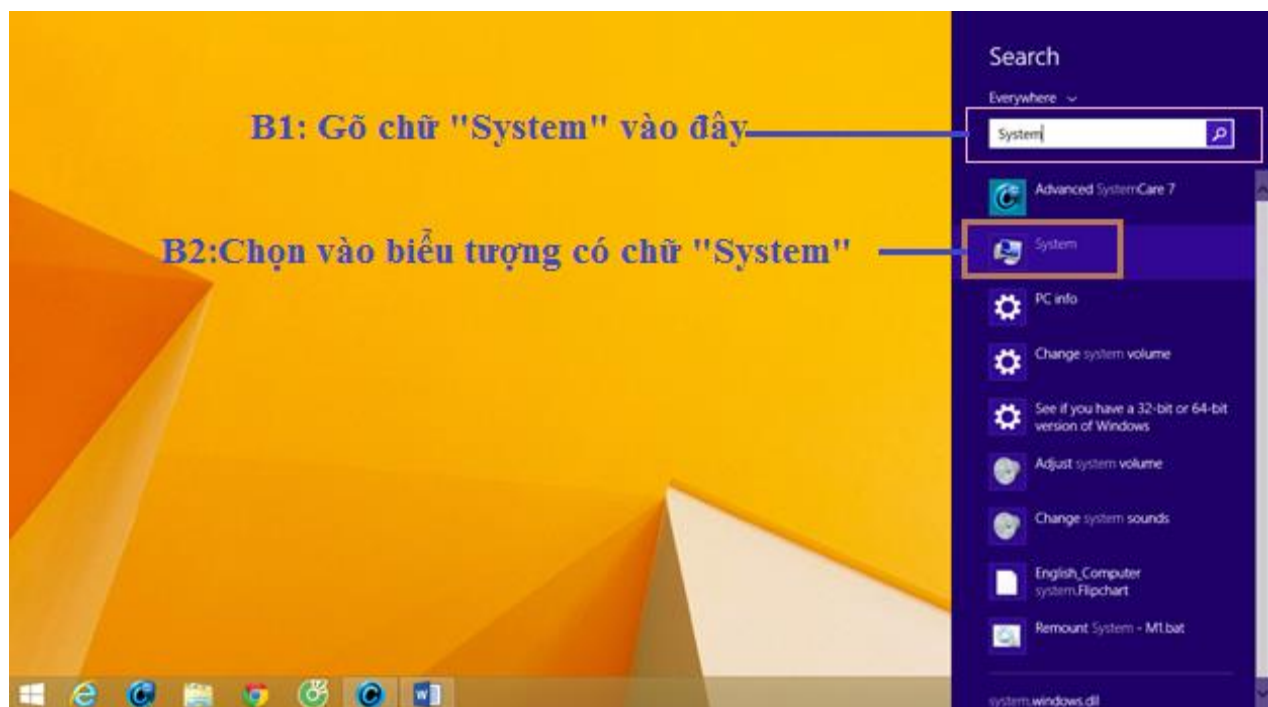 Search
Everywhere
B1: Gõ chữ "System" vào đây
System
Advanced SystemCare 7
B2:Chọn vào biểu tượng có chữ "System"
System
PC info
Change system volume
See if you have a 32-bit or 64-bit
version of Windows
Adjust system volume
Change system sounds
English_Computer
system.Flipchart
Remount System - M1.bat
system.windows.dll